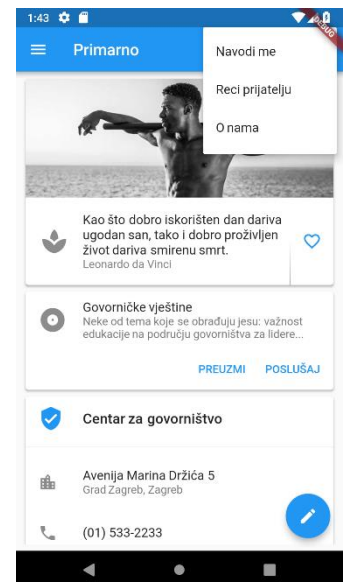 1:43
DEBUG
Primarno
Navodi me
Reci prijatelju
O nama
Kao što dobro iskorišten dan dariva
ugodan san, tako i dobro proživljen
život dariva smirenu smrt.
Leonardo da Vinci
Govorničke vještine
Neke od tema koje se obrađuju jesu: važnost
edukacije na području govorništva za lidere...
PREUZMI POSLUŠAJ
Centar za govorništvo
Avenija Marina Držića 5
Grad Zagreb, Zagreb
(01) 533-2233